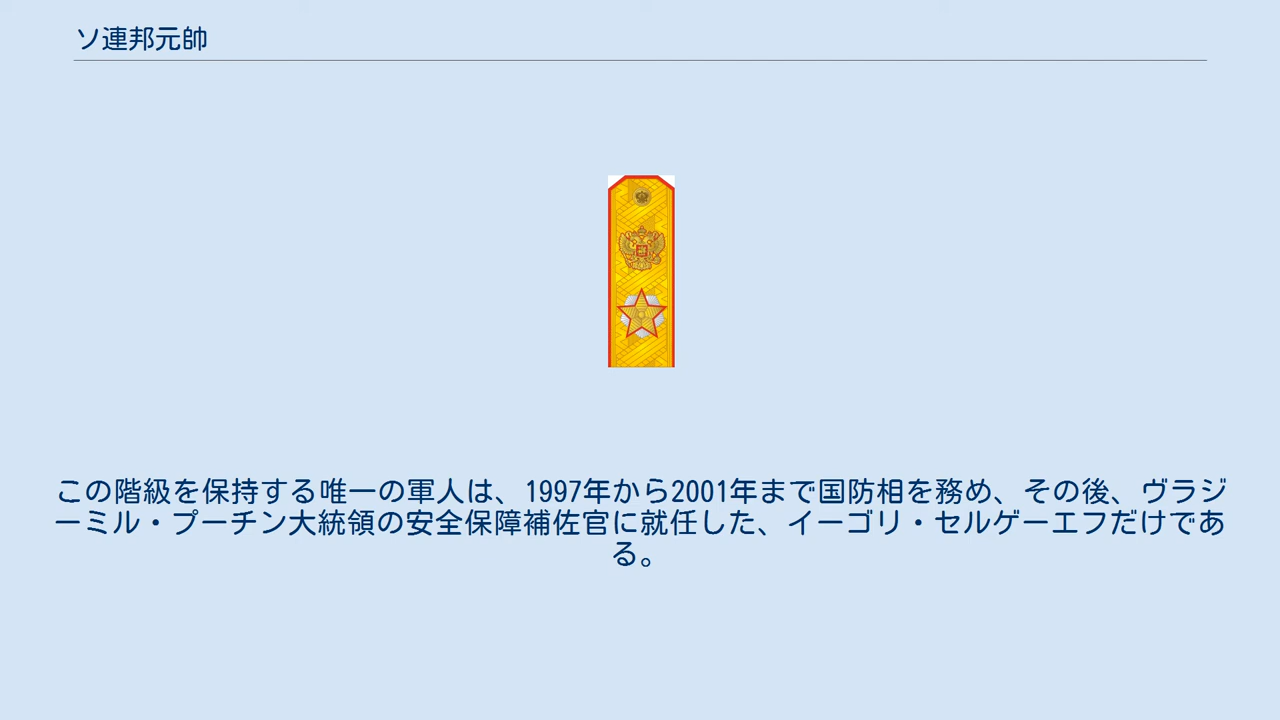 ソ連邦元帥
この階級を保持する唯一の軍人は、1997年から2001年まで国防相を務め、その後、ヴラジ
ーミル・プーチン大統領の安全保障補佐官に就任した、イーゴリ・セルゲーエフだけであ
る。